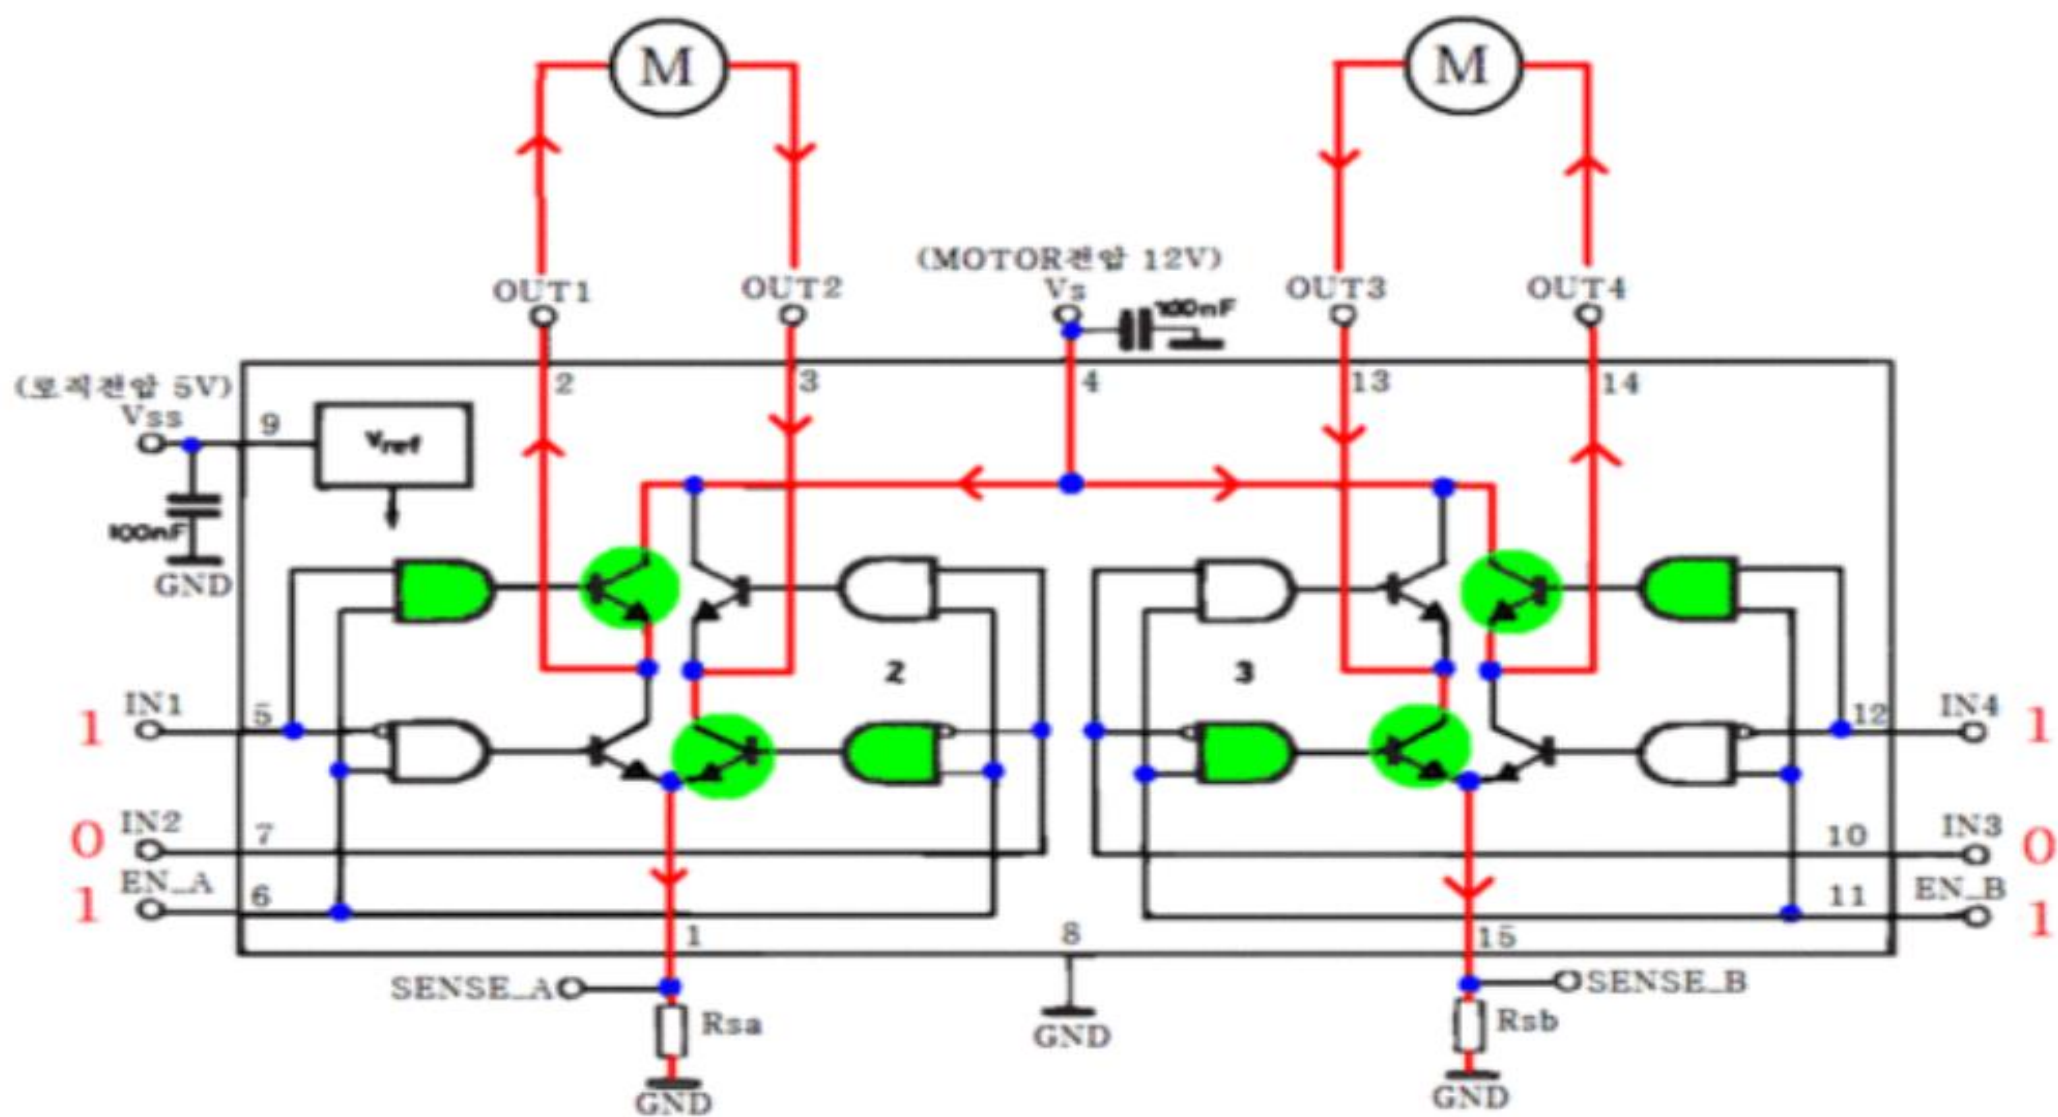 M M
(MOTOR전압 12V)
OUT1 OUT2 Vs OUT3 OUT4
100nF
2 3 4 13 14
(로직전압 5V)
Vss 9 Vref
100nF
GND
2 3
1 IN1 5 12 IN4 1
0 IN2 7 10 IN3 0
1 EN_A 6 11 EN_B 1
1 8 15
SENSE_A SENSE_B
Rsa GND Rsb
GND GND